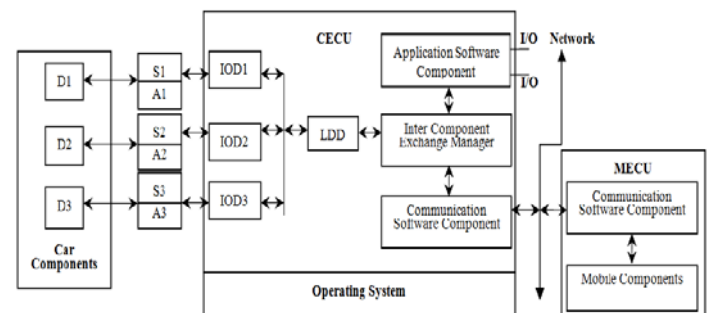 CECU
Application Software
Component
I/O
I/O
Network
D1
S1
A1
IOD1
D2
S2
A2
IOD2
LDD
Inter Component
Exchange Manager
D3
S3
A3
IOD3
Communication
Software Component
Car
Components
Operating System
MECU
Communication
Software Component
Mobile Components